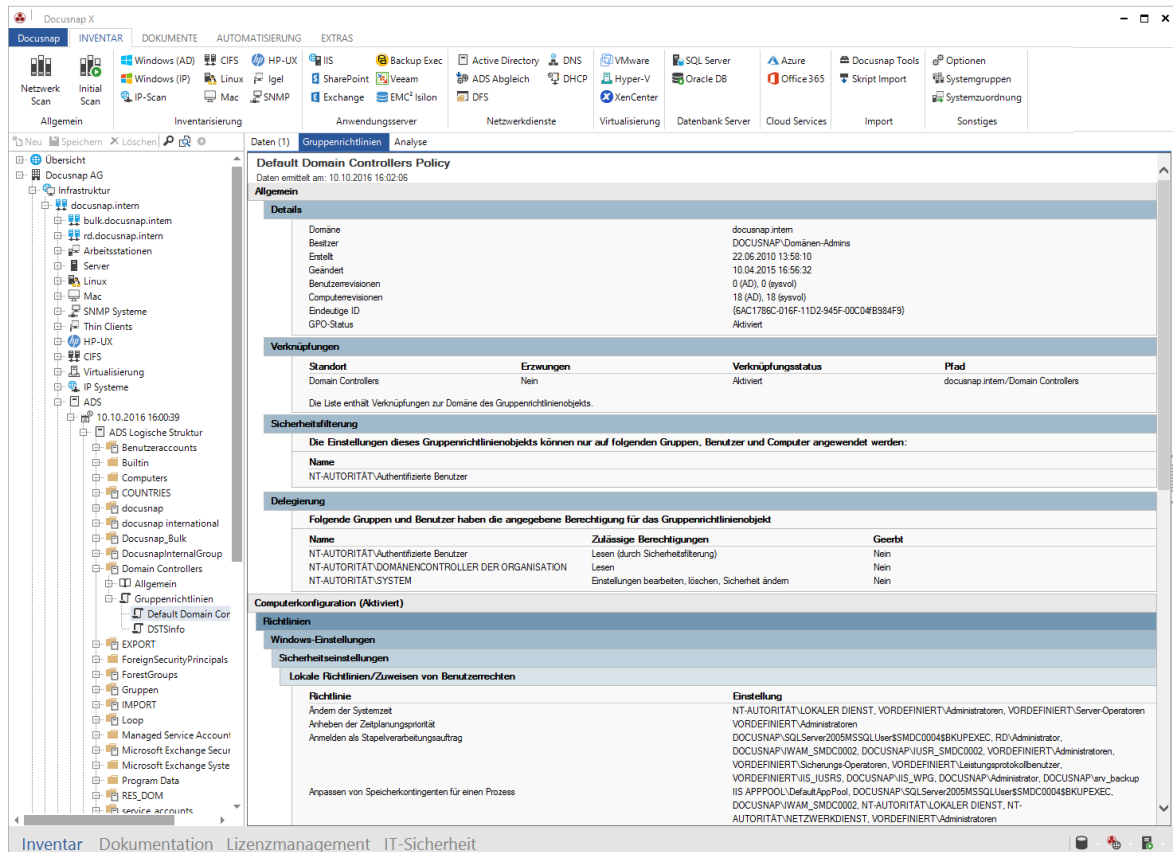 Docusnap X
Docusnap INVENTAR DOKUMENTE AUTOMATISIERUNG EXTRAS
Windows (AD) CIFS HP-UX IIS Backup Exec Active Directory DNS VMware SQL Server Azure Docusnap Tools Optionen
Windows (IP) Linux Igel SharePoint Veeam ADS Abgleich DHCP Hyper-V Oracle DB Office 365 Skript Import Systemgruppen
Netzwerk Scan Initial Scan IP-Scan Mac SNMP Exchange EMC² Isilon DFS XenCenter Systemzuordnung
Allgemein Inventarisierung Anwendungsserver Netzwerkdienste Virtualisierung Datenbank Server Cloud Services Import Sonstiges
Neu Speichern Löschen
Übersicht
Docusnap AG
Infrastruktur
docusnap.intern
bulk.docusnap.intern
rd.docusnap.intern
Arbeitsstationen
Server
Linux
Mac
SNMP Systeme
Thin Clients
HP-UX
CIFS
Virtualisierung
IP Systeme
ADS
10.10.2016 16:00:39
ADS Logische Struktur
Benutzeraccounts
Builtin
Computers
COUNTRIES
docusnap
docusnap international
Docusnap_Bulk
DocusnapInternalGroup
Domain Controllers
Allgemein
Gruppenrichtlinien
Default Domain Cor
DSTSInfo
EXPORT
ForeignSecurityPrincipals
ForestGroups
Gruppen
IMPORT
Loop
Managed Service Account
Microsoft Exchange Secur
Microsoft Exchange Syste
Program Data
RES_DOM
service_accounts
Daten (1) Gruppenrichtlinien Analyse
Default Domain Controllers Policy
Daten ermittelt am: 10.10.2016 16:02:06
Allgemein
Details
Domäne docusnap.intern
Besitzer DOCUSNAP\Domänen-Admins
Erstellt 22.06.2010 13:58:10
Geändert 10.04.2015 16:56:32
Benutzerrevisionen 0 (AD), 0 (sysvol)
Computerrevisionen 18 (AD), 18 (sysvol)
Eindeutige ID {6AC1786C-016F-11D2-945F-00C04fB984F9}
GPO-Status Aktiviert
Verknüpfungen
Standort Erzwungen Verknüpfungsstatus Pfad
Domain Controllers Nein Aktiviert docusnap.intern/Domain Controllers
Die Liste enthält Verknüpfungen zur Domäne des Gruppenrichtlinienobjekts.
Sicherheitsfilterung
Die Einstellungen dieses Gruppenrichtlinienobjekts können nur auf folgenden Gruppen, Benutzer und Computer angewendet werden:
Name
NT-AUTORITÄT\Authentifizierte Benutzer
Delegierung
Folgende Gruppen und Benutzer haben die angegebene Berechtigung für das Gruppenrichtlinienobjekt
Name Zulässige Berechtigungen Geerbt
NT-AUTORITÄT\Authentifizierte Benutzer Lesen (durch Sicherheitsfilterung) Nein
NT-AUTORITÄT\DOMÄNENCONTROLLER DER ORGANISATION Lesen Nein
NT-AUTORITÄT\SYSTEM Einstellungen bearbeiten, löschen, Sicherheit ändern Nein
Computerkonfiguration (Aktiviert)
Richtlinien
Windows-Einstellungen
Sicherheitseinstellungen
Lokale Richtlinien/Zuweisen von Benutzerrechten
Richtlinie Einstellung
Ändern der Systemzeit NT-AUTORITÄT\LOKALER DIENST, VORDEFINIERT\Administratoren, VORDEFINIERT\Server-Operatoren
Anheben der Zeitplanungspriorität VORDEFINIERT\Administratoren
Anmelden als Stapelverarbeitungsauftrag DOCUSNAP\SQLServer2005MSSQLUser$SMDC0004$BKUPEXEC, RD\Administrator,
DOCUSNAP\IWAM_SMDC0002, DOCUSNAP\IUSR_SMDC0002, VORDEFINIERT\Administratoren,
VORDEFINIERT\Sicherungs-Operatoren, VORDEFINIERT\Leistungsprotokollbenutzer,
VORDEFINIERT\IIS_IUSRS, DOCUSNAP\IIS_WPG, DOCUSNAP\Administrator, DOCUSNAP\srv_backup
Anpassen von Speicherkontingenten für einen Prozess IIS APPPOOL\DefaultAppPool, DOCUSNAP\SQLServer2005MSSQLUser$SMDC0004$BKUPEXEC,
DOCUSNAP\IWAM_SMDC0002, NT-AUTORITÄT\LOKALER DIENST, NT-
AUTORITÄT\NETZWERKDIENST, VORDEFINIERT\Administratoren
Inventar Dokumentation Lizenzmanagement IT-Sicherheit